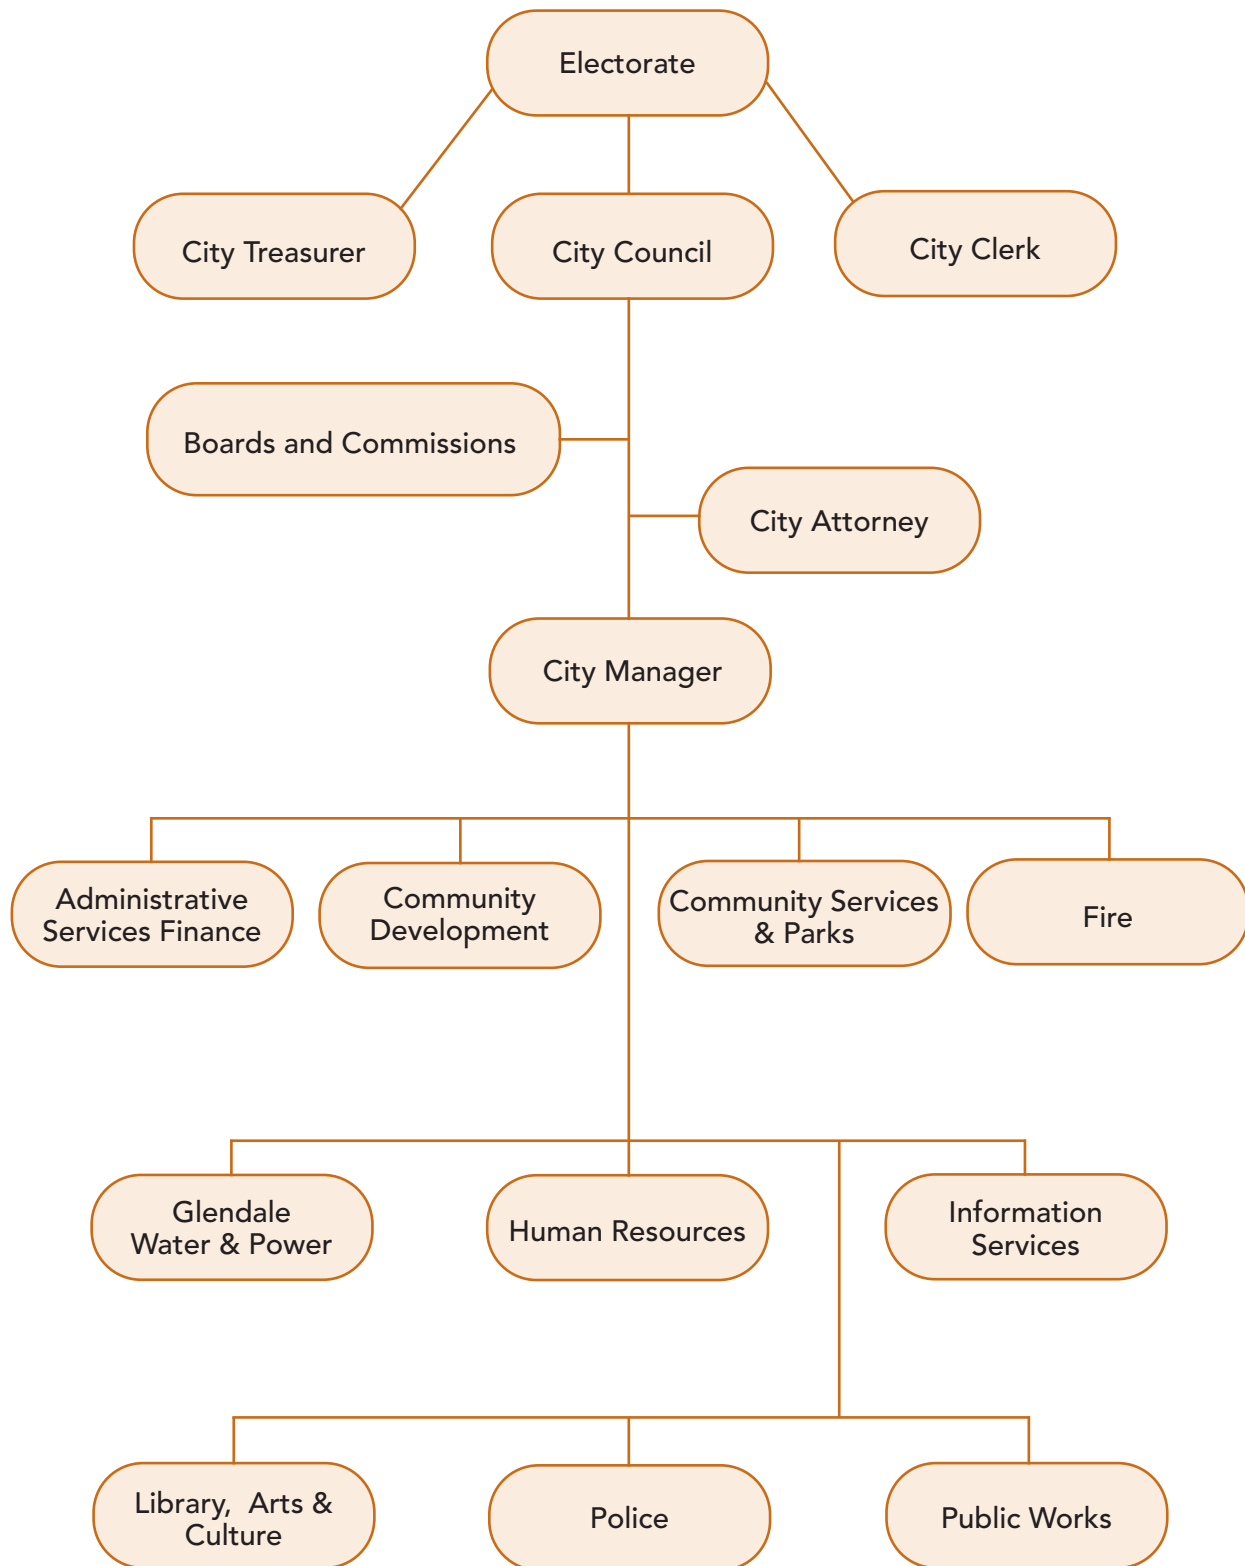 Electorate
City Treasurer
City Council
City Clerk
Boards and Commissions
City Attorney
City Manager
Administrative
Services Finance
Community
Development
Community Services
& Parks
Fire
Glendale
Water & Power
Human Resources
Information
Services
Library,  Arts &
Culture
Police
Public Works